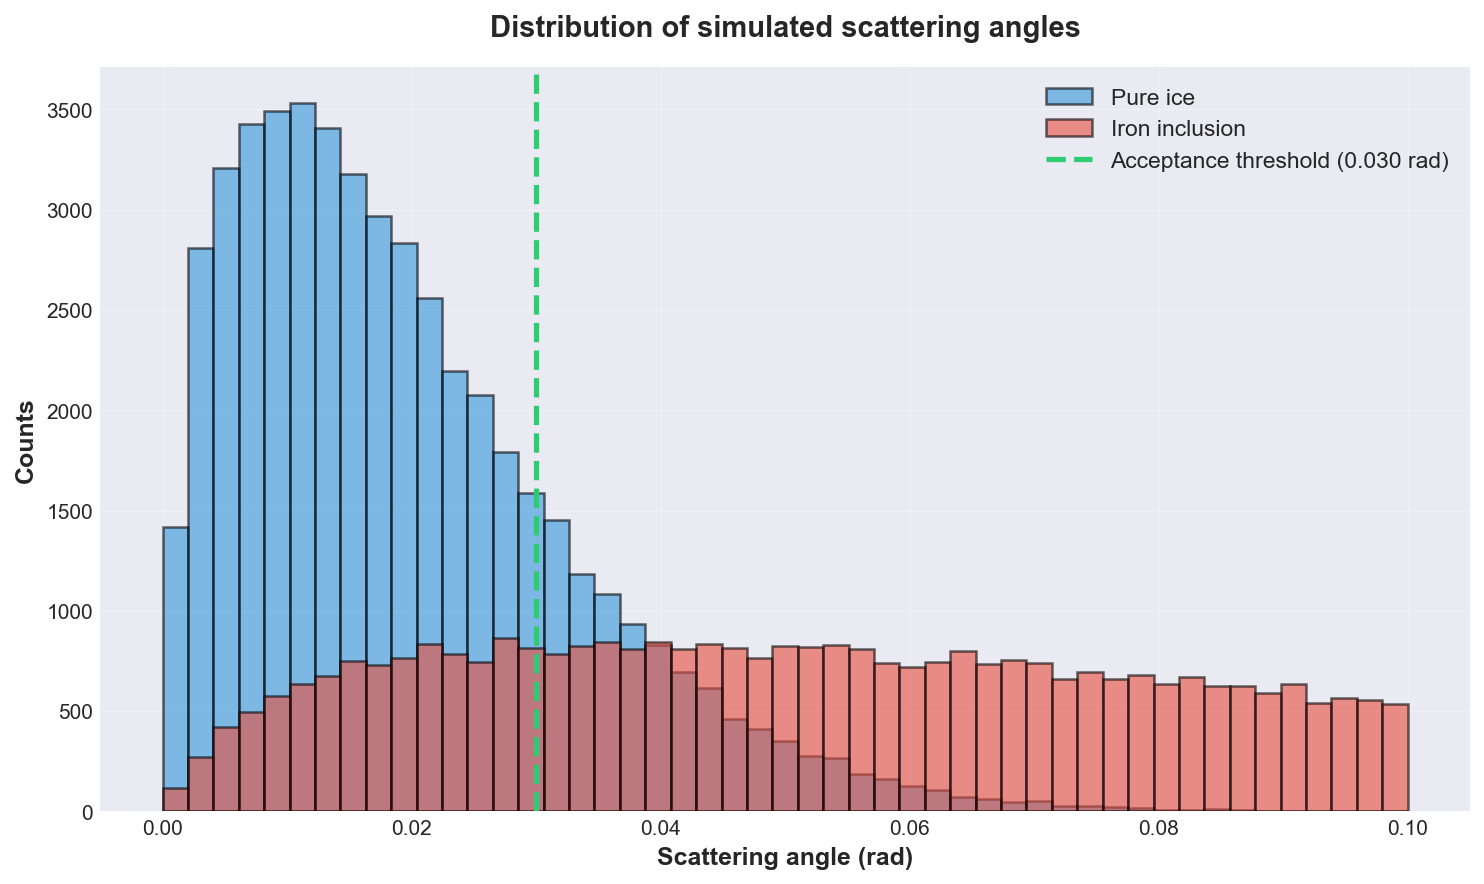 Distribution of simulated scattering angles
Pure ice
Iron inclusion
Acceptance threshold (0.030 rad)
Counts
3500
3000
2500
2000
1500
1000
500
0
0.00 0.02 0.04 0.06 0.08 0.10
Scattering angle (rad)